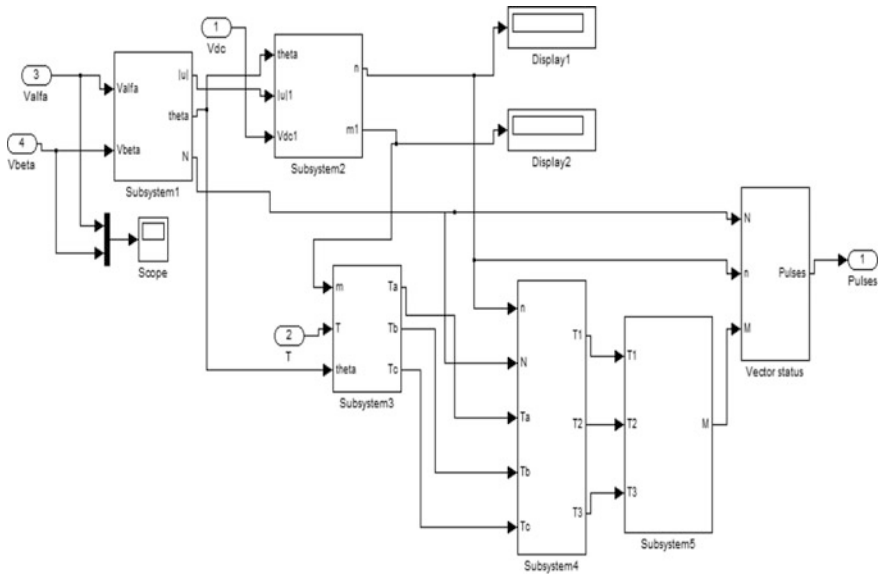 3
Valfa
4
Vbeta
Valfa
Vbeta
|u|
theta
N
Subsystem1
Scope
1
Vdc
theta
|u|1
Vdc1
n
m1
Subsystem2
Display1
Display2
2
T
m
T
theta
Ta
Tb
Tc
Subsystem3
n
N
Ta
Tb
Tc
T1
T2
T3
Subsystem4
T1
T2
T3
M
Subsystem5
N
n
M
Pulses
Vector status
1
Pulses